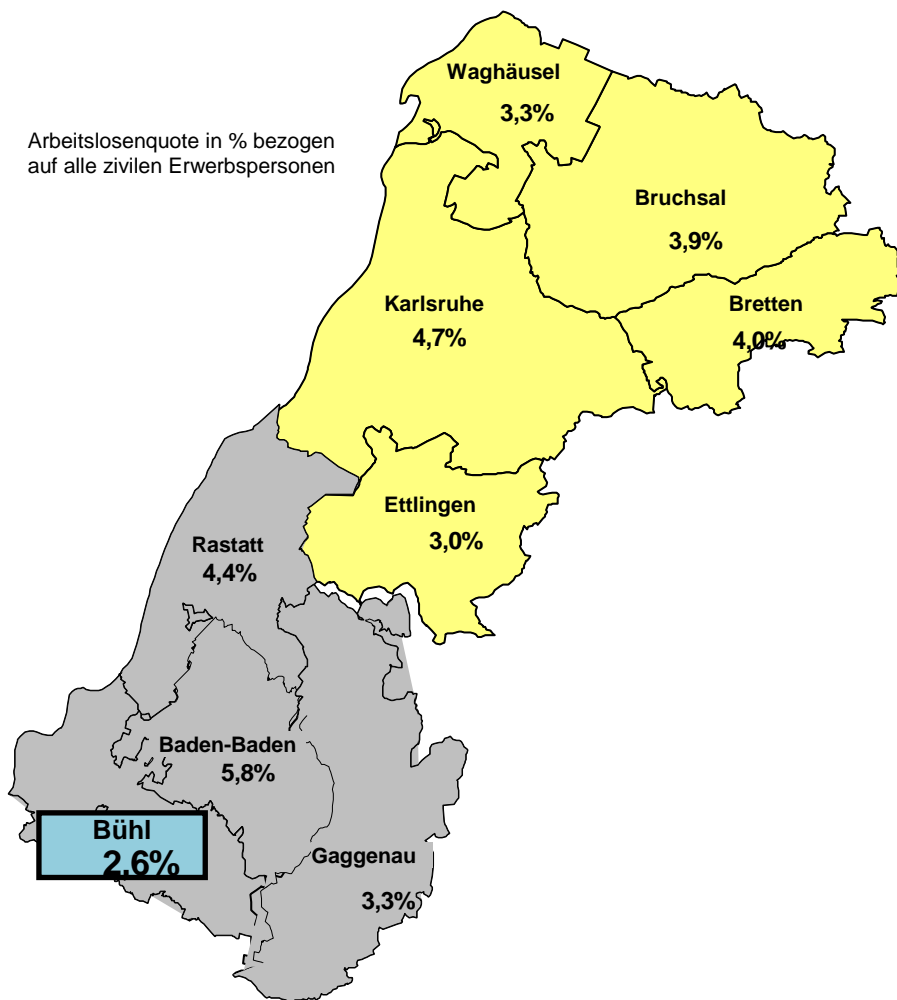 Waghäusel
3,3%
Arbeitslosenquote in % bezogen
auf alle zivilen Erwerbspersonen
Bruchsal
3,9%
Karlsruhe
4,7%
Bretten
4,0%
Ettlingen
3,0%
Rastatt
4,4%
Baden-Baden
5,8%
Bühl
2,6%
Gaggenau
3,3%